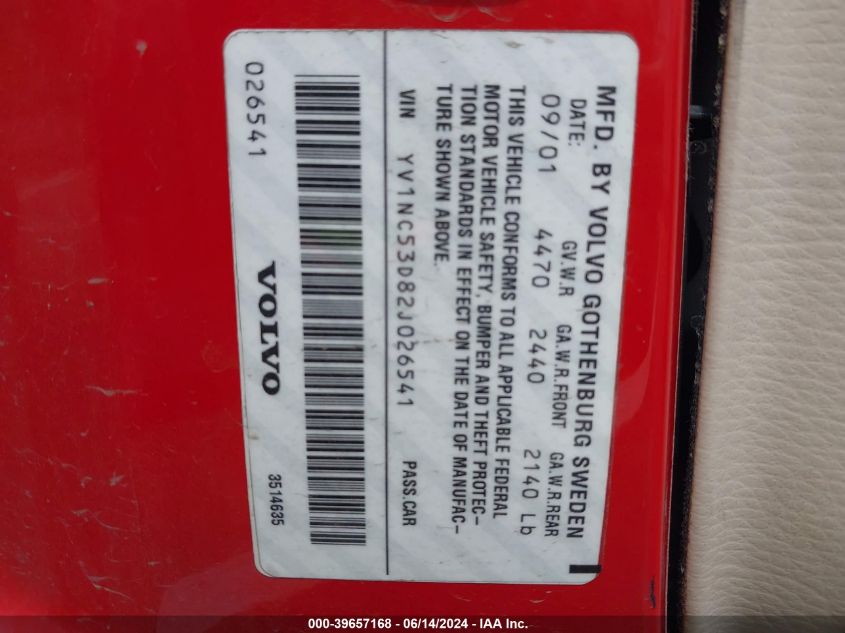 MFD. BY VOLVO GOTHENBURG SWEDEN
DATE: GV.W.R GA.W.R.FRONT GA.W.R.REAR
09/01 4470 2440 2140 Lb
THIS VEHICLE CONFORMS TO ALL APPLICABLE FEDERAL
MOTOR VEHICLE SAFETY, BUMPER AND THEFT PROTEC-
TION STANDARDS IN EFFECT ON THE DATE OF MANUFAC-
TURE SHOWN ABOVE.
VIN YV1NC53D82J026541 PASS.CAR
026541 VOLVO 3514635
000-39657168 - 06/14/2024 - IAA Inc.